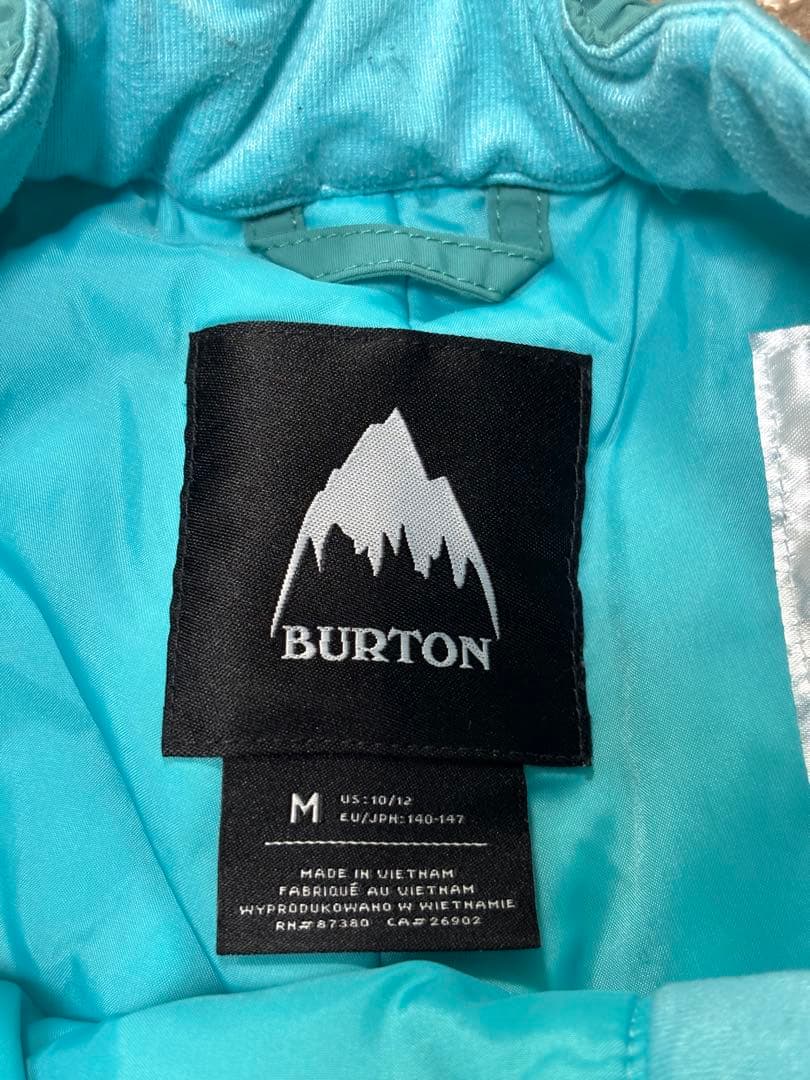 BURTON
M US: 10/12
EU/JPN: 140-147
MADE IN VIETNAM
FABRIQUÉ AU VIETNAM
WYPRODUKOWANO W WIETNAMIE
RN# 87380 CA# 26902